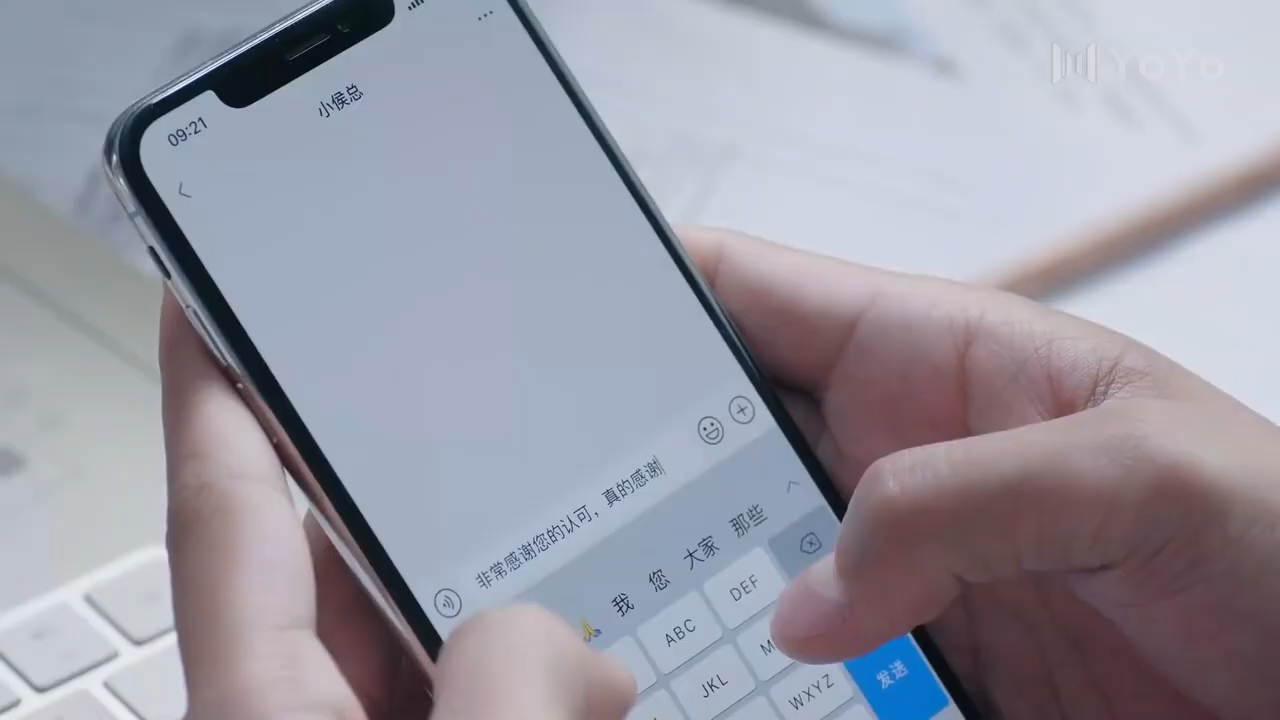 YoYo
09:21
小侯总
非常感谢您的认可，真的感谢
我 您 大家 那些
ABC
DEF
JKL
M
WXYZ
发送